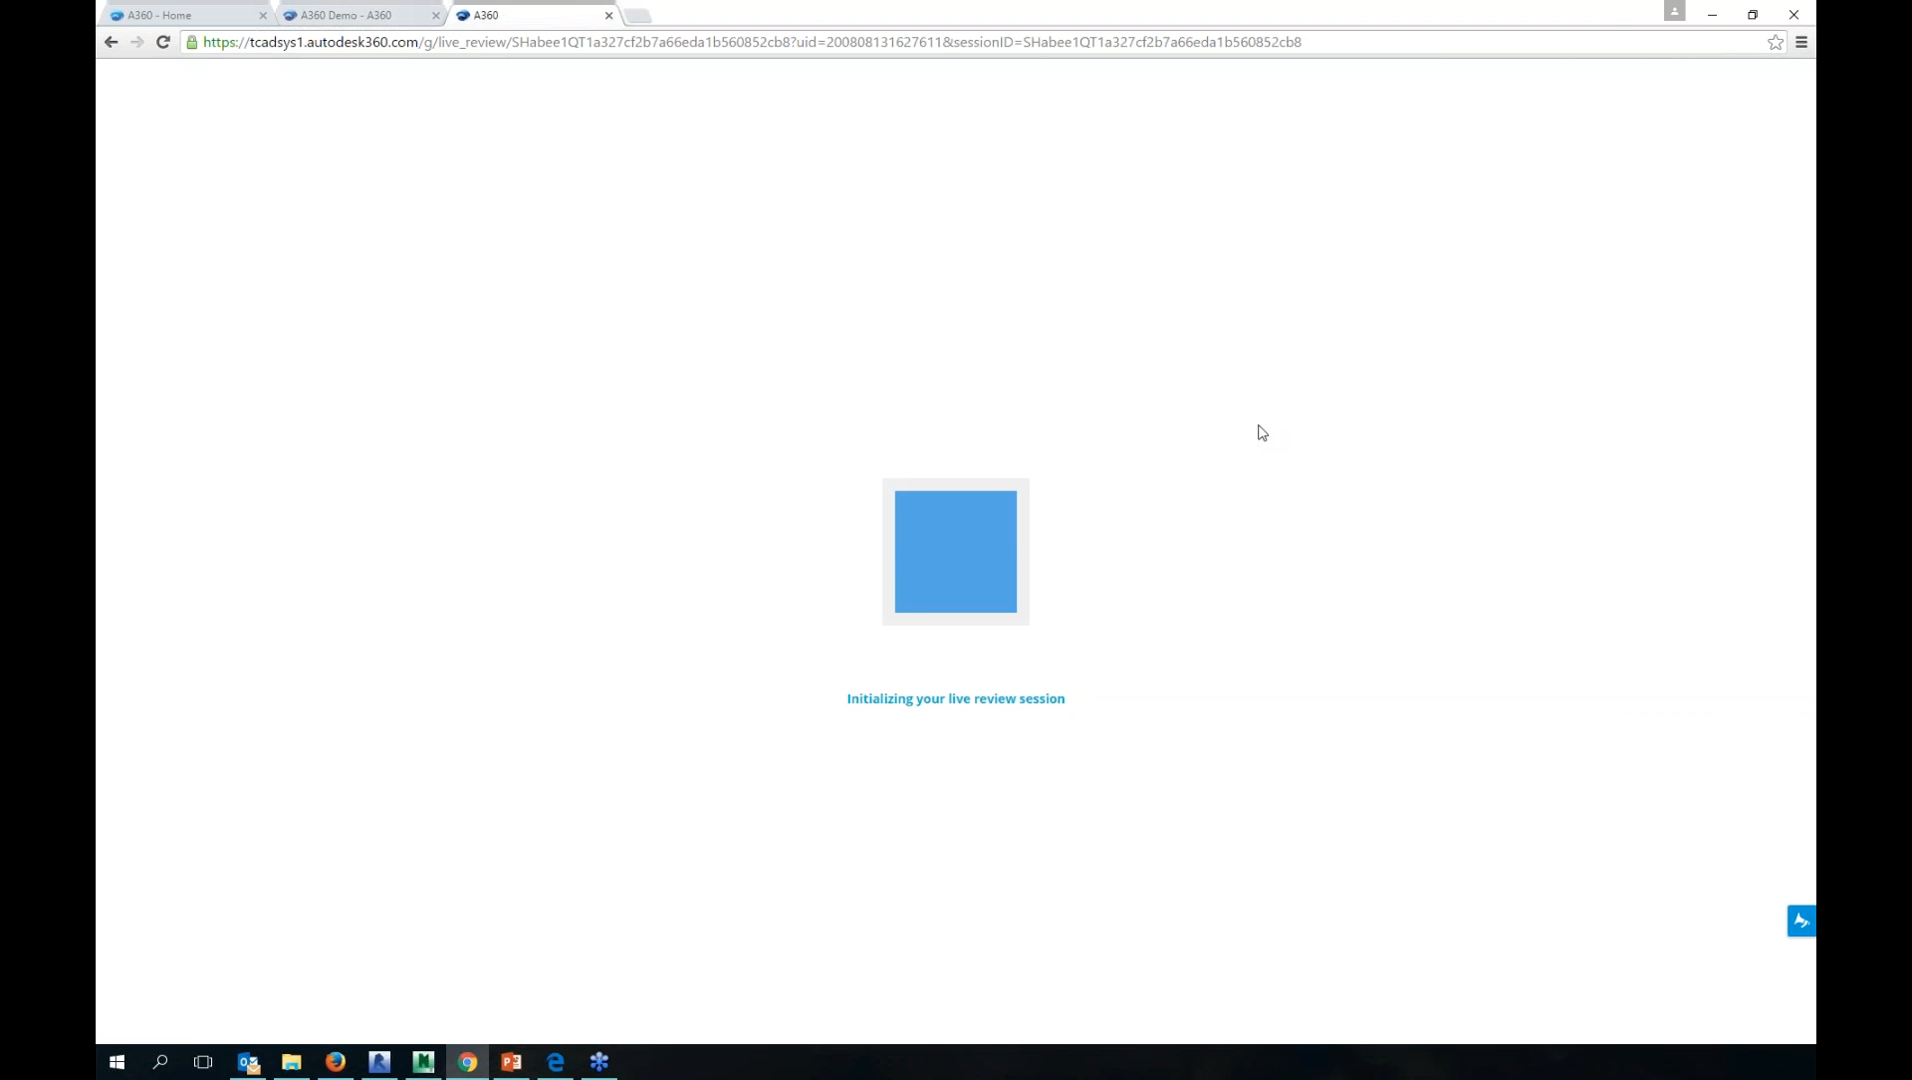 A360 - Home
A360 Demo - A360
A360
https://tcadsys1.autodesk360.com/g/live_review/SHabee1QT1a327cf2b7a66eda1b560852cb8?uid=200808131627611&sessionID=SHabee1QT1a327cf2b7a66eda1b560852cb8
Initializing your live review session